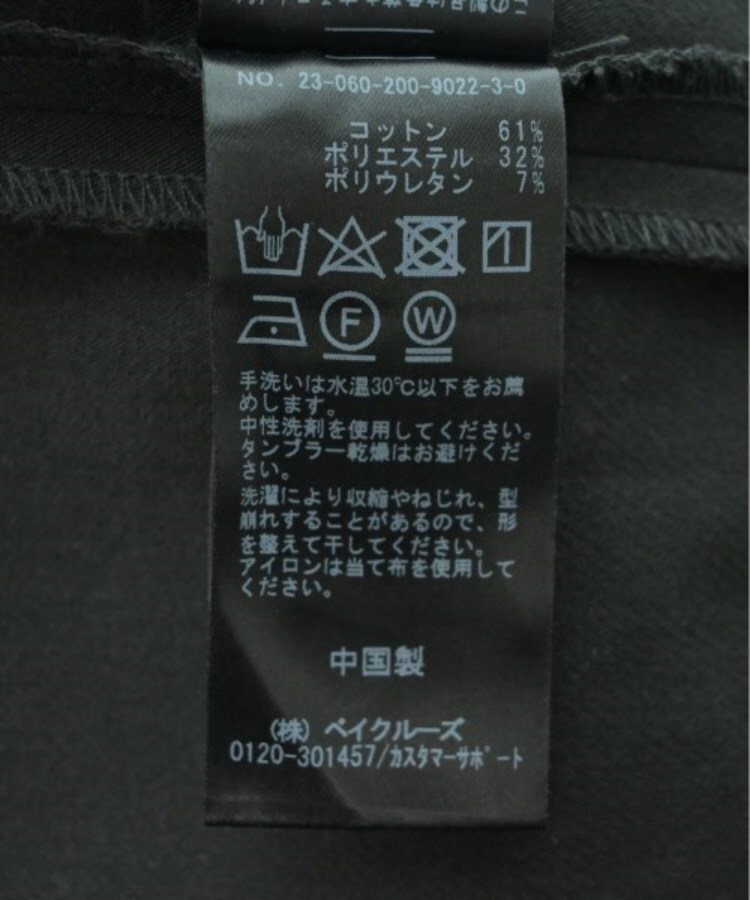 NO. 23-060-200-9022-3-0
コットン 61%
ポリエステル 32%
ポリウレタン 7%
F W
手洗いは水温30℃以下をお薦
めします。
中性洗剤を使用してください。
タンブラー乾燥はお避けくだ
さい。
洗濯により収縮やねじれ、型
崩れすることがあるので、形
を整えて干してください。
アイロンは当て布を使用して
ください。
中国製
(株) ベイクルーズ
0120-301457/カスタマーサポート